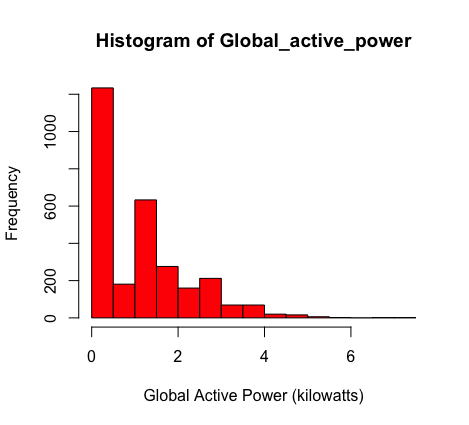 Histogram of Global_active_power
Frequency
1000
600
200
0
0 2 4 6
Global Active Power (kilowatts)